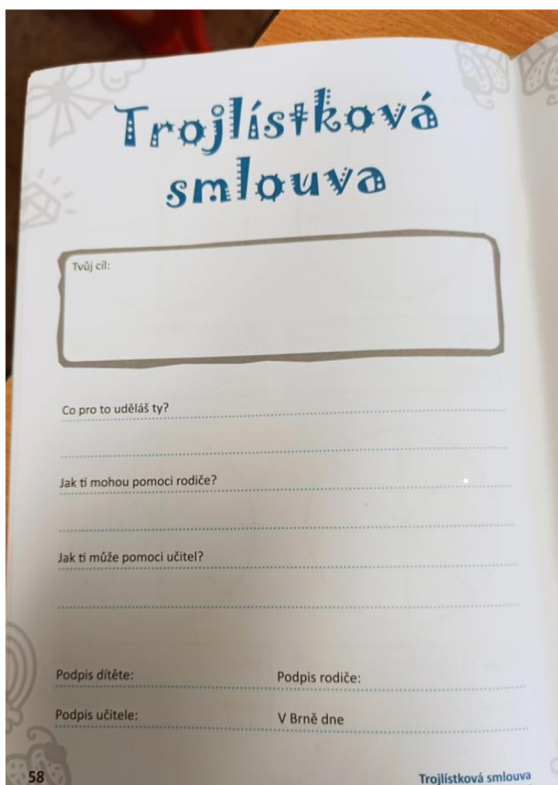 Trojlístková
smlouva
Tvůj cíl:
Co pro to uděláš ty?
Jak ti mohou pomoci rodiče?
Jak ti může pomoci učitel?
Podpis dítěte: Podpis rodiče:
Podpis učitele: V Brně dne
58 Trojlístková smlouva